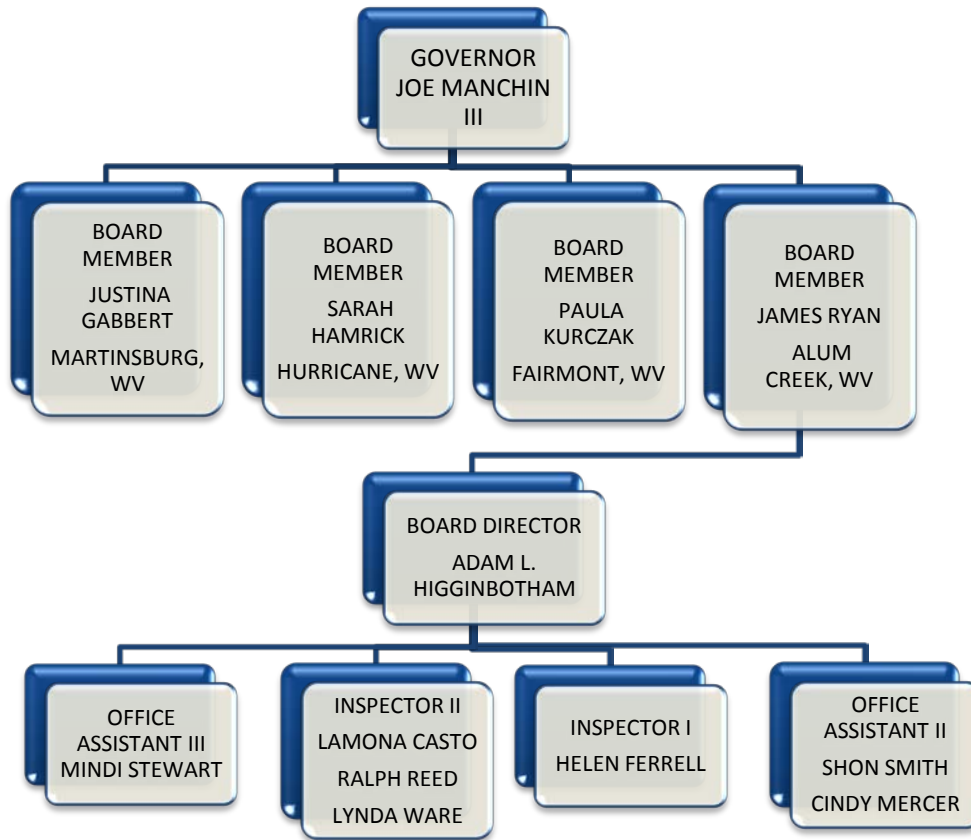 GOVERNOR
JOE MANCHIN
III
BOARD
MEMBER
JUSTINA
GABBERT
MARTINSBURG,
WV
BOARD
MEMBER
SARAH
HAMRICK
HURRICANE, WV
BOARD
MEMBER
PAULA
KURCZAK
FAIRMONT, WV
BOARD
MEMBER
JAMES RYAN
ALUM
CREEK, WV
BOARD DIRECTOR
ADAM L.
HIGGINBOTHAM
OFFICE
ASSISTANT III
MINDI STEWART
INSPECTOR II
LAMONA CASTO
RALPH REED
LYNDA WARE
INSPECTOR I
HELEN FERRELL
OFFICE
ASSISTANT II
SHON SMITH
CINDY MERCER